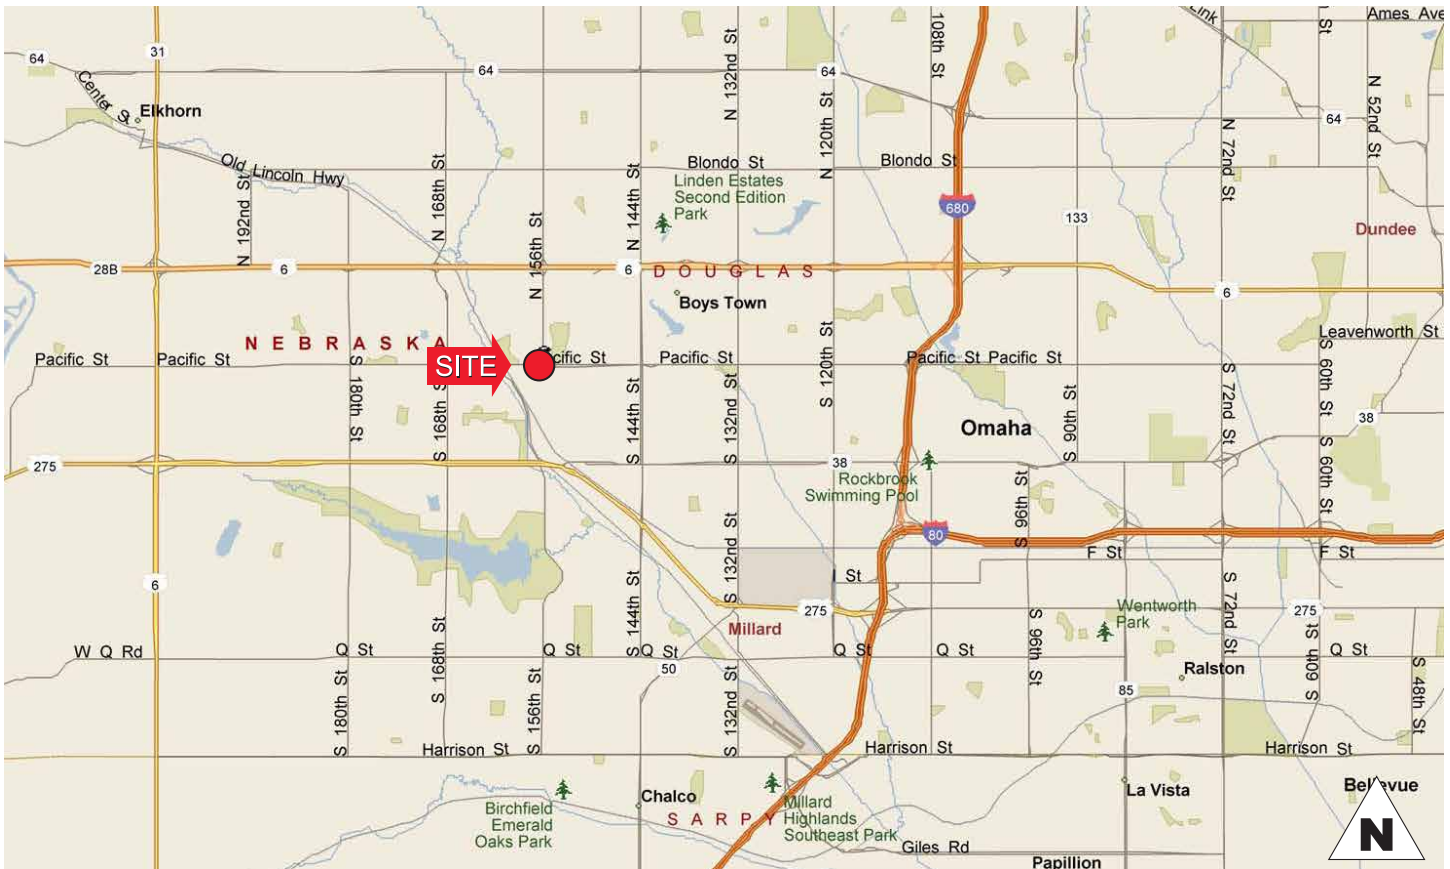 Link
Ames Ave
31
64
64
64
64
Center St
Elkhorn
N 132nd St
108th St
N 120th St
N 72nd St
N 52nd St
St
Old Lincoln Hwy
Blondo St
Blondo St
Linden Estates
Second Edition
Park
N 192nd St
N 168th St
N 156th St
N 144th St
680
133
Dundee
28B
6
6
6
DOUGLAS
Boys Town
NEBRASKA
SITE
Pacific St
Pacific St
cific St
Pacific St
Pacific St
Pacific St
Leavenworth St
S 180th St
S 168th St
S 144th St
S 132nd St
S 120th St
S 90th St
S 72nd St
S 60th St
S 60th St
38
Omaha
275
38
Rockbrook
Swimming Pool
S 96th St
80
F St
F St
I St
S 132nd St
S 144th St
6
275
275
Millard
Wentworth
Park
S 96th St
S 72nd St
S 60th St
S 48th St
W Q Rd
Q St
Q St
Q St
Q St
Q St
Q St
50
Ralston
85
S 180th St
S 168th St
S 156th St
S 132nd St
Harrison St
Harrison St
Harrison St
Birchfield
Emerald
Oaks Park
Chalco
SARPY
Millard
Highlands
Southeast Park
La Vista
Bellevue
Giles Rd
Papillion
N